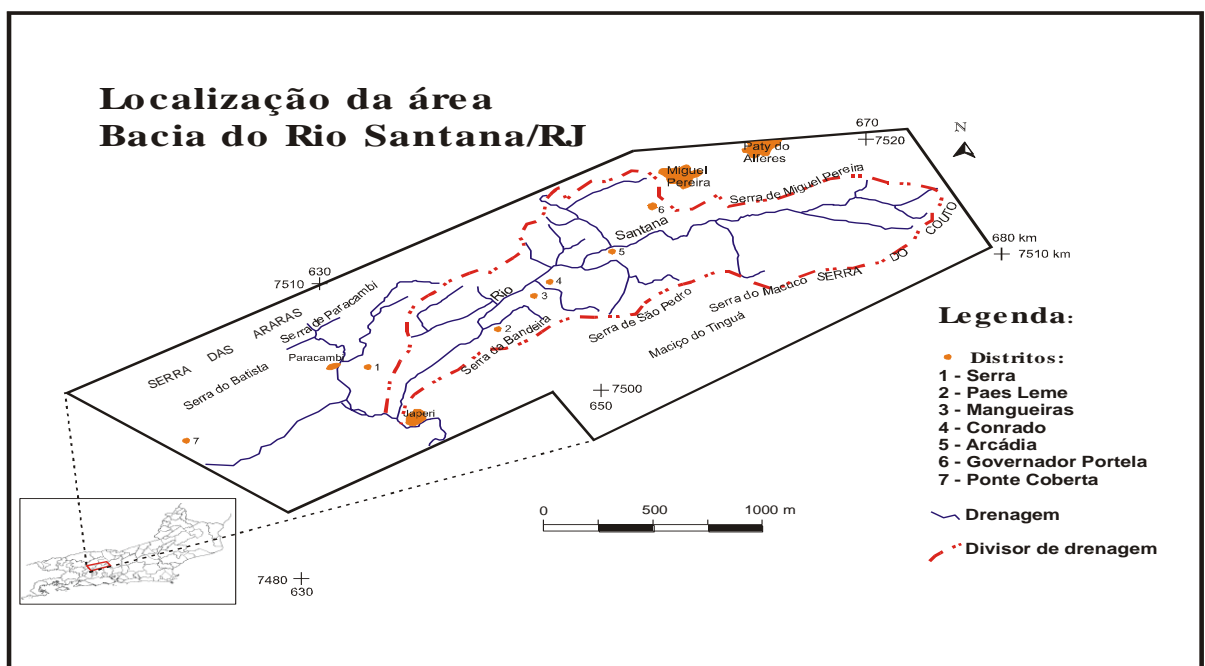 Localização da área
Bacia do Rio Santana/RJ
670
7520
N
Paty do
Alferes
Miguel
Pereira
Serra de Miguel Pereira
6
Santana
5
COUTO
DO
SERRA
680 km
7510 km
630
7510
Rio
4
3
2
Serra do Macuco
Serra de São Pedro
Maciço do Tinguá
Serra da Bandeira
Serra de Paracambi
SERRA DAS ARARAS
Serra do Batista
Paracambi
1
Japeri
7
7500
650
Legenda:
Distritos:
1 - Serra
2 - Paes Leme
3 - Mangueiras
4 - Conrado
5 - Arcádia
6 - Governador Portela
7 - Ponte Coberta
Drenagem
Divisor de drenagem
0 500 1000 m
7480
630